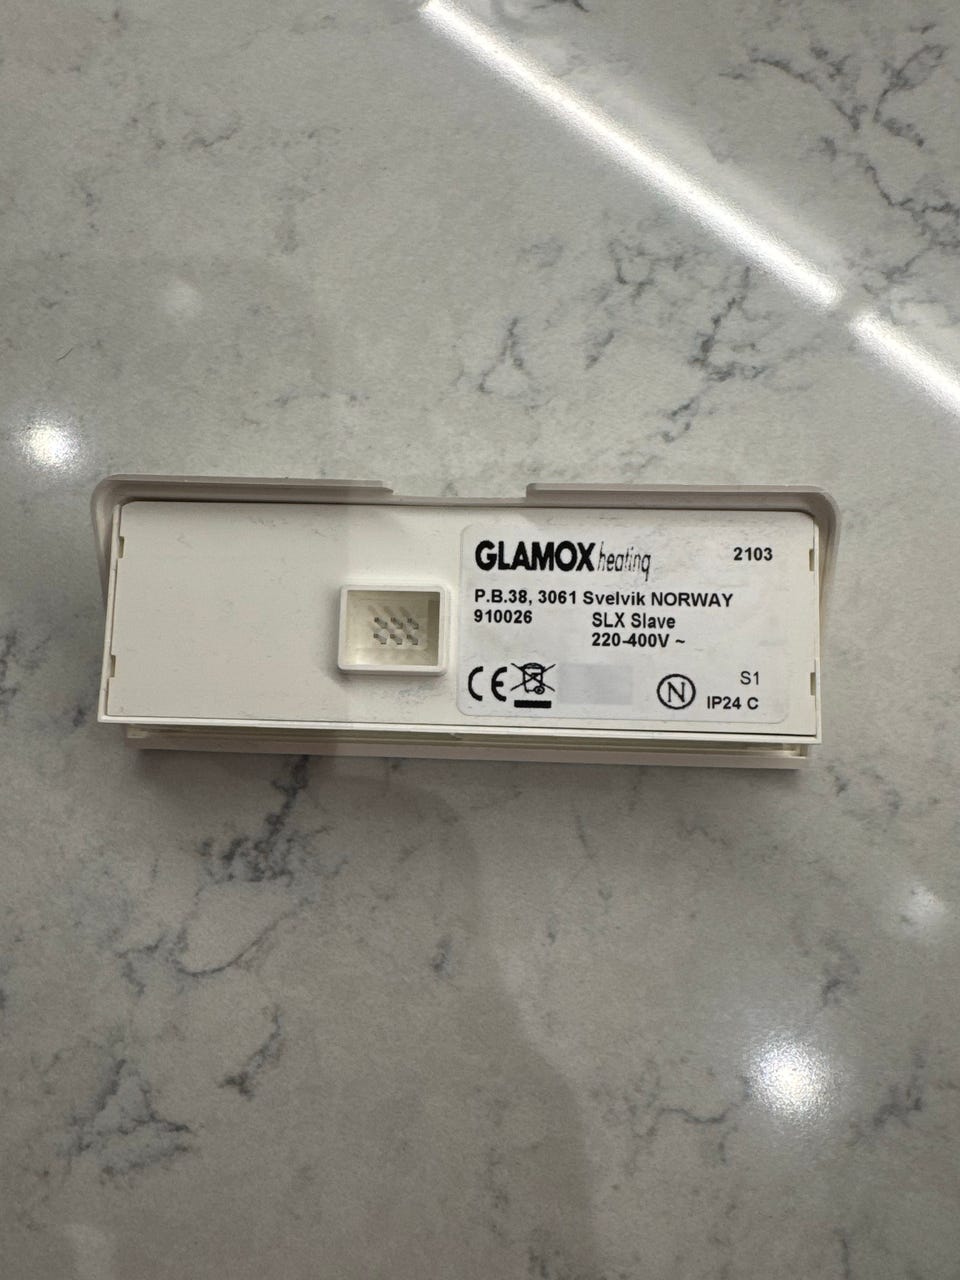 GLAMOX heating 2103
P.B.38, 3061 Svelvik NORWAY
910026 SLX Slave
220-400V ~
CE N S1
IP24 C